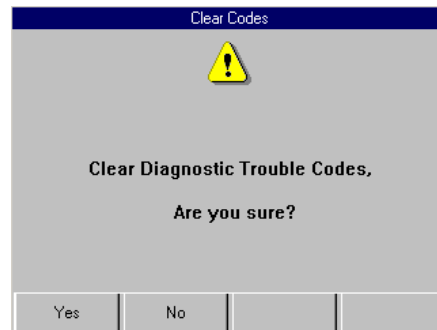 Clear Codes
Clear Diagnostic Trouble Codes,
Are you sure?
Yes No